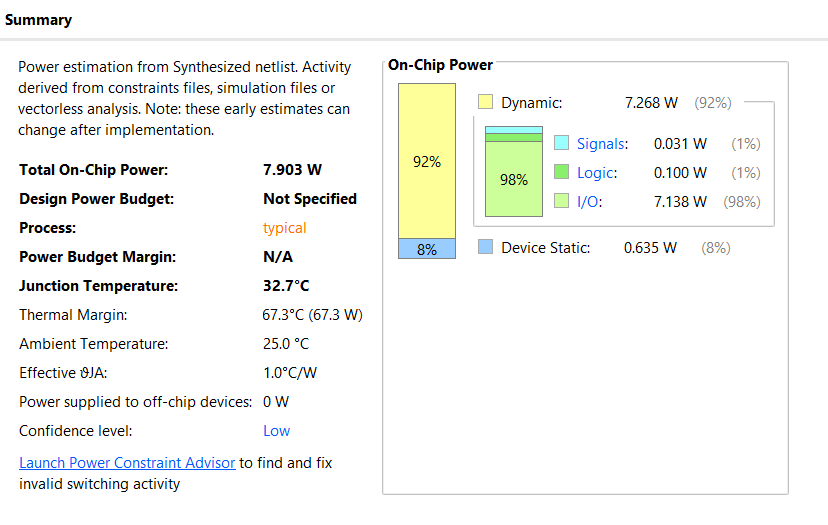 Summary
Power estimation from Synthesized netlist. Activity
derived from constraints files, simulation files or
vectorless analysis. Note: these early estimates can
change after implementation.
Total On-Chip Power: 7.903 W
Design Power Budget: Not Specified
Process: typical
Power Budget Margin: N/A
Junction Temperature: 32.7°C
Thermal Margin: 67.3°C (67.3 W)
Ambient Temperature: 25.0 °C
Effective ϑJA: 1.0°C/W
Power supplied to off-chip devices: 0 W
Confidence level: Low
Launch Power Constraint Advisor to find and fix
invalid switching activity
On-Chip Power
92%
8%
Dynamic: 7.268 W (92%)
98%
Signals: 0.031 W (1%)
Logic: 0.100 W (1%)
I/O: 7.138 W (98%)
Device Static: 0.635 W (8%)